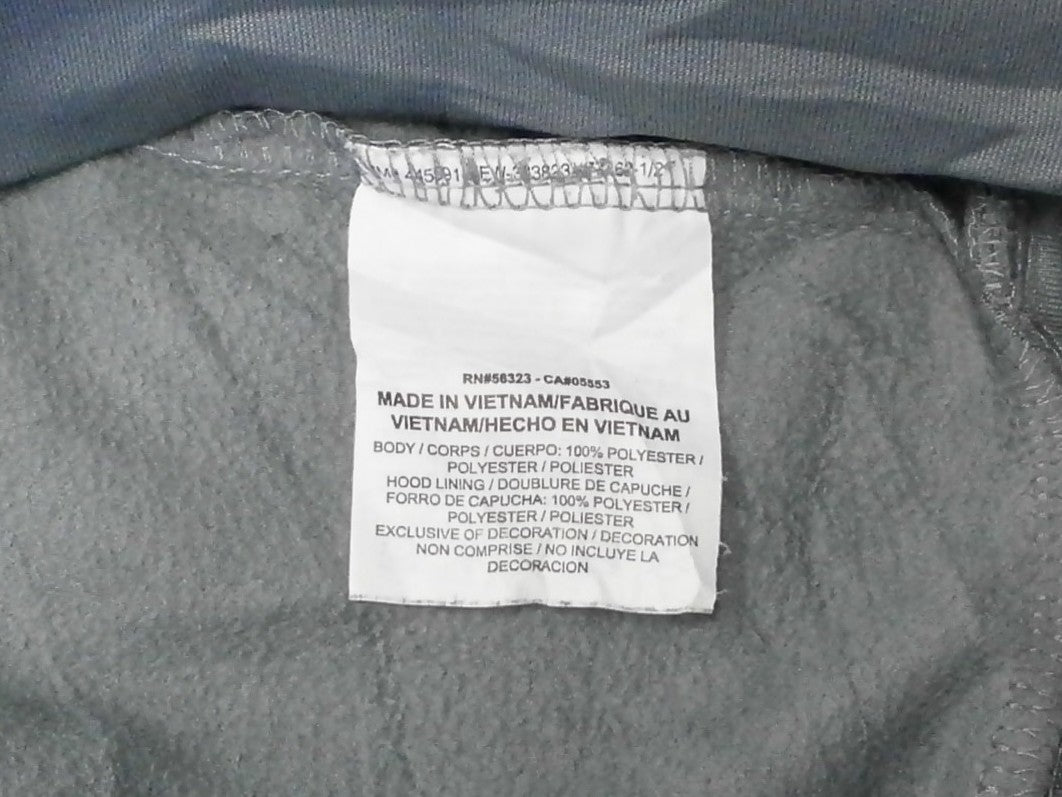 RN#56323 - CA#05553
MADE IN VIETNAM/FABRIQUE AU
VIETNAM/HECHO EN VIETNAM
BODY / CORPS / CUERPO: 100% POLYESTER /
POLYESTER / POLIESTER
HOOD LINING / DOUBLURE DE CAPUCHE /
FORRO DE CAPUCHA: 100% POLYESTER /
POLYESTER / POLIESTER
EXCLUSIVE OF DECORATION / DECORATION
NON COMPRISE / NO INCLUYE LA
DECORACION